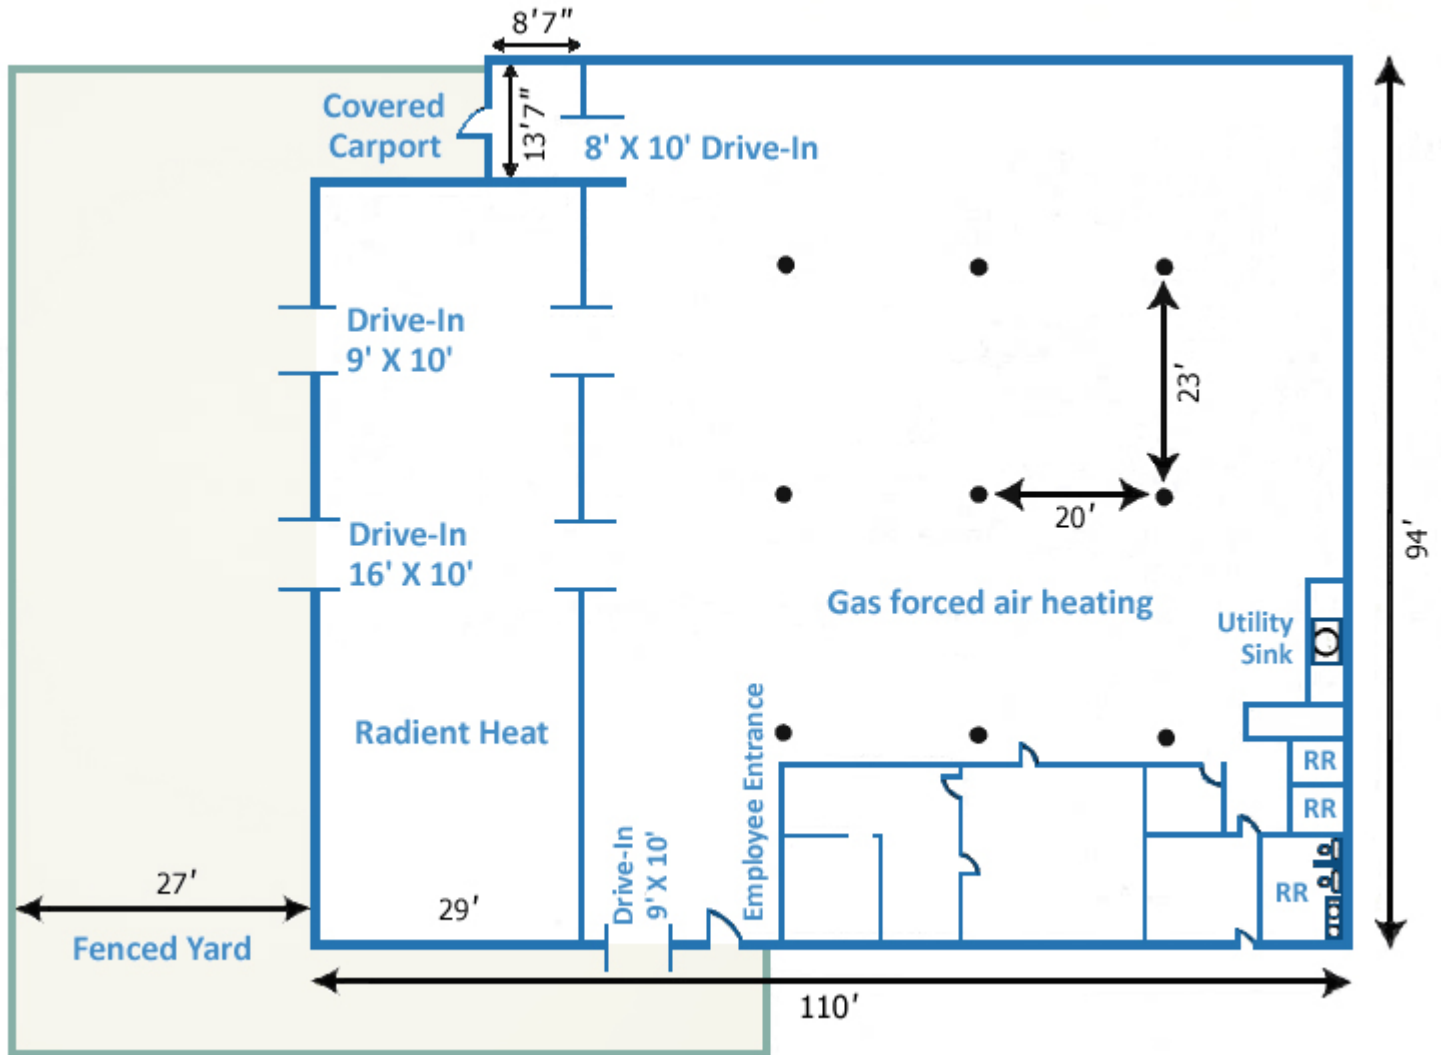 8'7"
Covered
Carport
13'7"
8' X 10' Drive-In
Drive-In
9' X 10'
23'
20'
94'
Drive-In
16' X 10'
Gas forced air heating
Utility
Sink
Radient Heat
Employee Entrance
RR
RR
Drive-In
9' X 10'
RR
27'
29'
Fenced Yard
110'